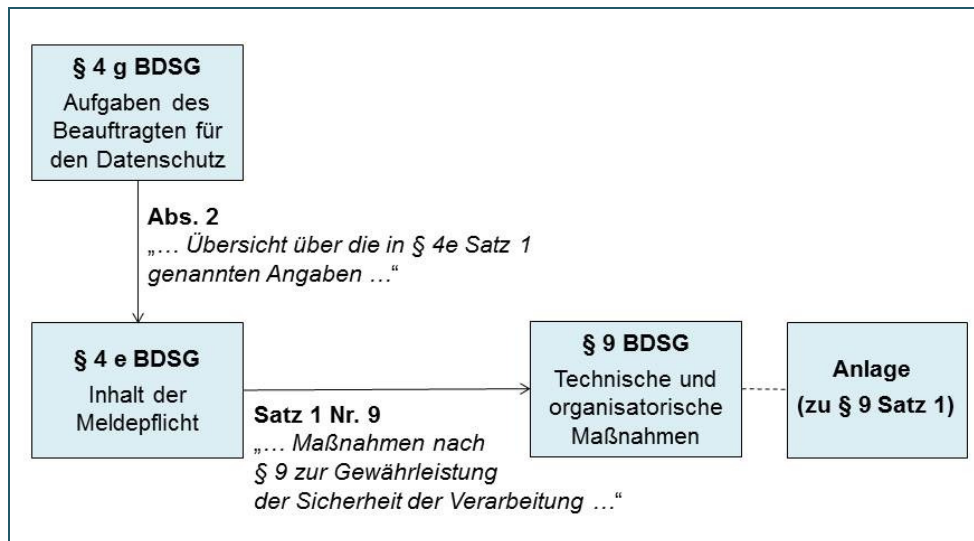 § 4 g BDSG
Aufgaben des
Beauftragten für
den Datenschutz
Abs. 2
„… Übersicht über die in § 4e Satz 1
genannten Angaben …“
§ 4 e BDSG
Inhalt der
Meldepflicht
Satz 1 Nr. 9
„… Maßnahmen nach
§ 9 zur Gewährleistung
der Sicherheit der Verarbeitung …“
§ 9 BDSG
Technische und
organisatorische
Maßnahmen
Anlage
(zu § 9 Satz 1)